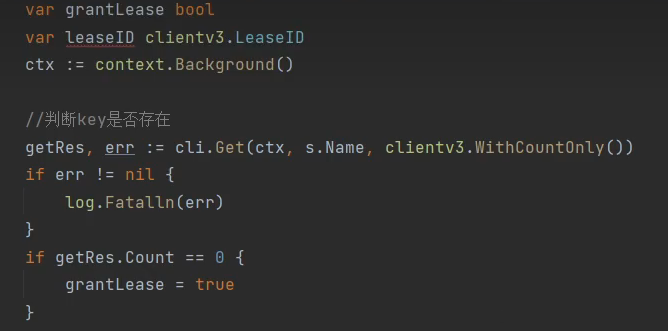 var grantLease bool
var leaseID clientv3.LeaseID
ctx := context.Background()
//判断key是否存在
getRes, err := cli.Get(ctx, s.Name, clientv3.WithCountOnly())
if err != nil {
log.Fatalln(err)
}
if getRes.Count == 0 {
grantLease = true
}